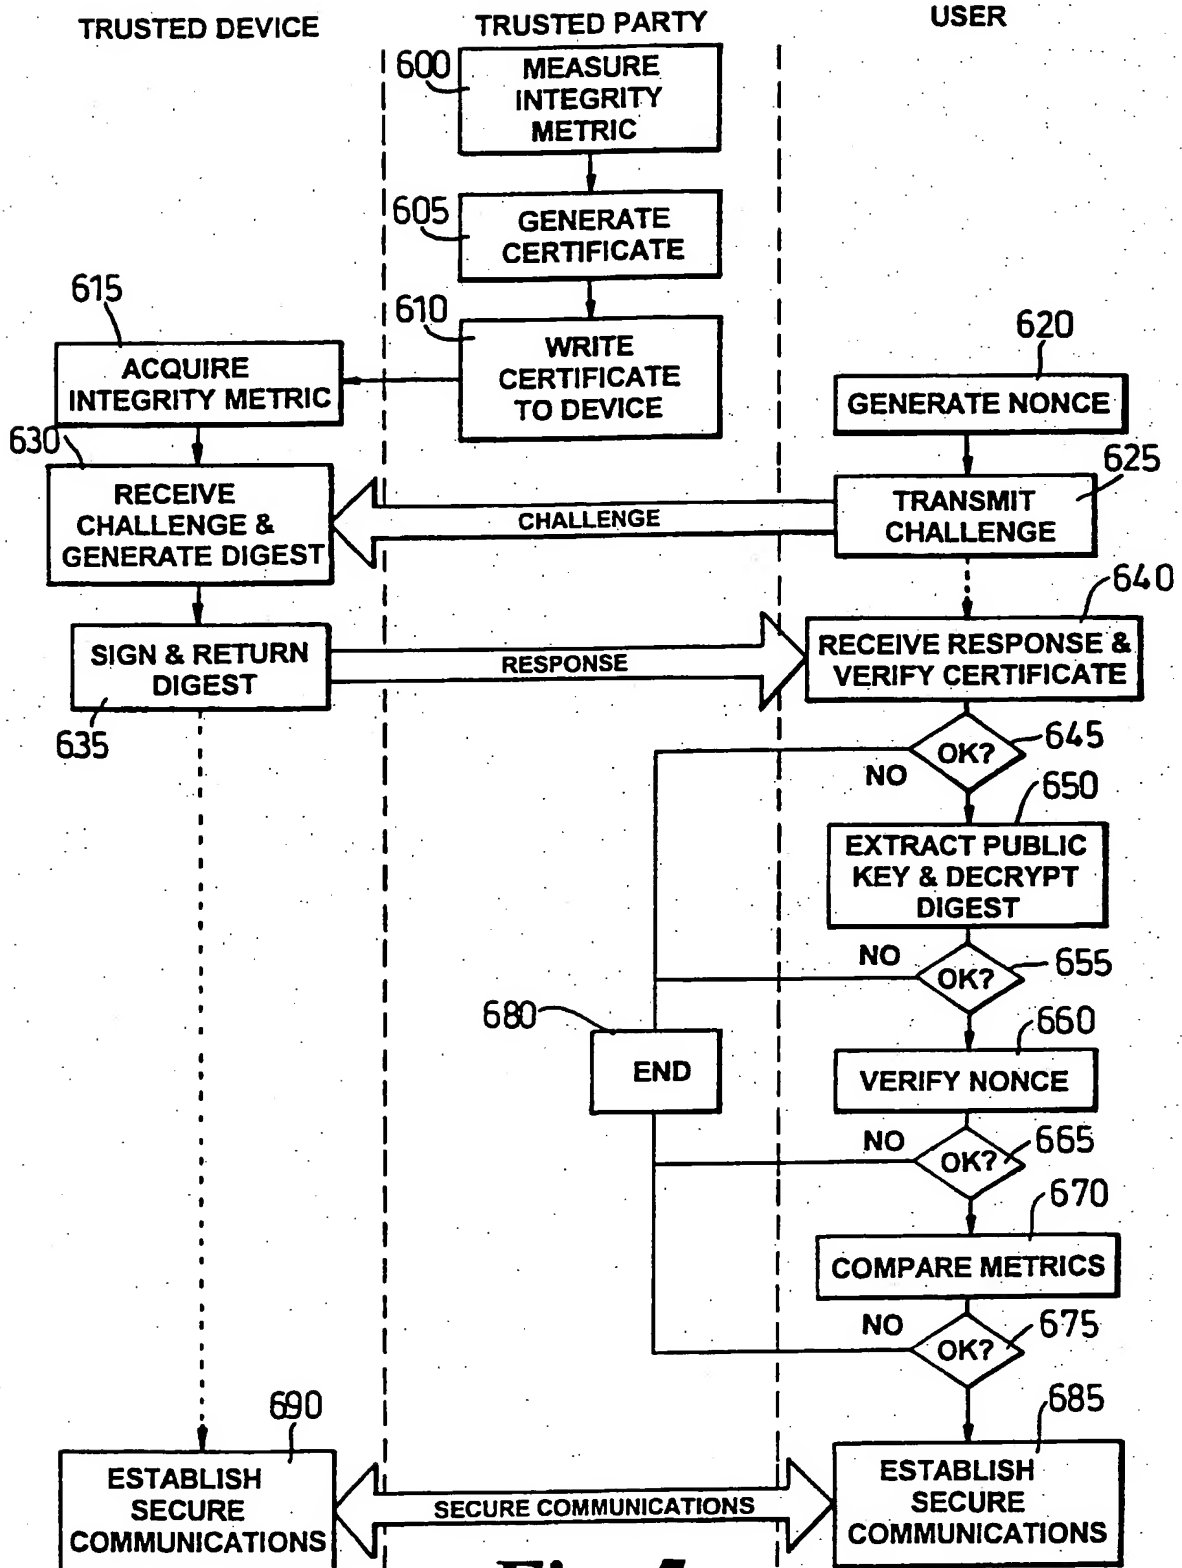 TRUSTED DEVICE
TRUSTED PARTY
USER
600
MEASURE
INTEGRITY
METRIC
605
GENERATE
CERTIFICATE
610
WRITE
CERTIFICATE
TO DEVICE
615
ACQUIRE
INTEGRITY METRIC
620
GENERATE NONCE
625
TRANSMIT
CHALLENGE
CHALLENGE
630
RECEIVE
CHALLENGE &
GENERATE DIGEST
635
SIGN & RETURN
DIGEST
RESPONSE
640
RECEIVE RESPONSE &
VERIFY CERTIFICATE
645
OK?
NO
650
EXTRACT PUBLIC
KEY & DECRYPT
DIGEST
655
OK?
NO
680
END
660
VERIFY NONCE
665
OK?
NO
670
COMPARE METRICS
675
OK?
NO
685
ESTABLISH
SECURE
COMMUNICATIONS
690
ESTABLISH
SECURE
COMMUNICATIONS
SECURE COMMUNICATIONS